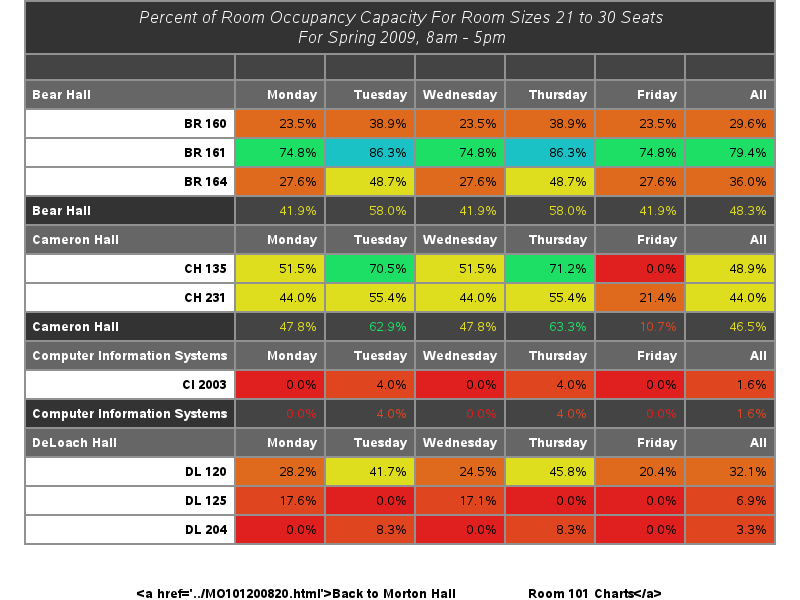 Percent of Room Occupancy Capacity For Room Sizes 21 to 30 Seats
For Spring 2009, 8am - 5pm
Bear Hall Monday Tuesday Wednesday Thursday Friday All
BR 160 23.5% 38.9% 23.5% 38.9% 23.5% 29.6%
BR 161 74.8% 86.3% 74.8% 86.3% 74.8% 79.4%
BR 164 27.6% 48.7% 27.6% 48.7% 27.6% 36.0%
Bear Hall 41.9% 58.0% 41.9% 58.0% 41.9% 48.3%
Cameron Hall Monday Tuesday Wednesday Thursday Friday All
CH 135 51.5% 70.5% 51.5% 71.2% 0.0% 48.9%
CH 231 44.0% 55.4% 44.0% 55.4% 21.4% 44.0%
Cameron Hall 47.8% 62.9% 47.8% 63.3% 10.7% 46.5%
Computer Information Systems Monday Tuesday Wednesday Thursday Friday All
CI 2003 0.0% 4.0% 0.0% 4.0% 0.0% 1.6%
Computer Information Systems 0.0% 4.0% 0.0% 4.0% 0.0% 1.6%
DeLoach Hall Monday Tuesday Wednesday Thursday Friday All
DL 120 28.2% 41.7% 24.5% 45.8% 20.4% 32.1%
DL 125 17.6% 0.0% 17.1% 0.0% 0.0% 6.9%
DL 204 0.0% 8.3% 0.0% 8.3% 0.0% 3.3%
<a href='../MO101200820.html'>Back to Morton Hall Room 101 Charts</a>